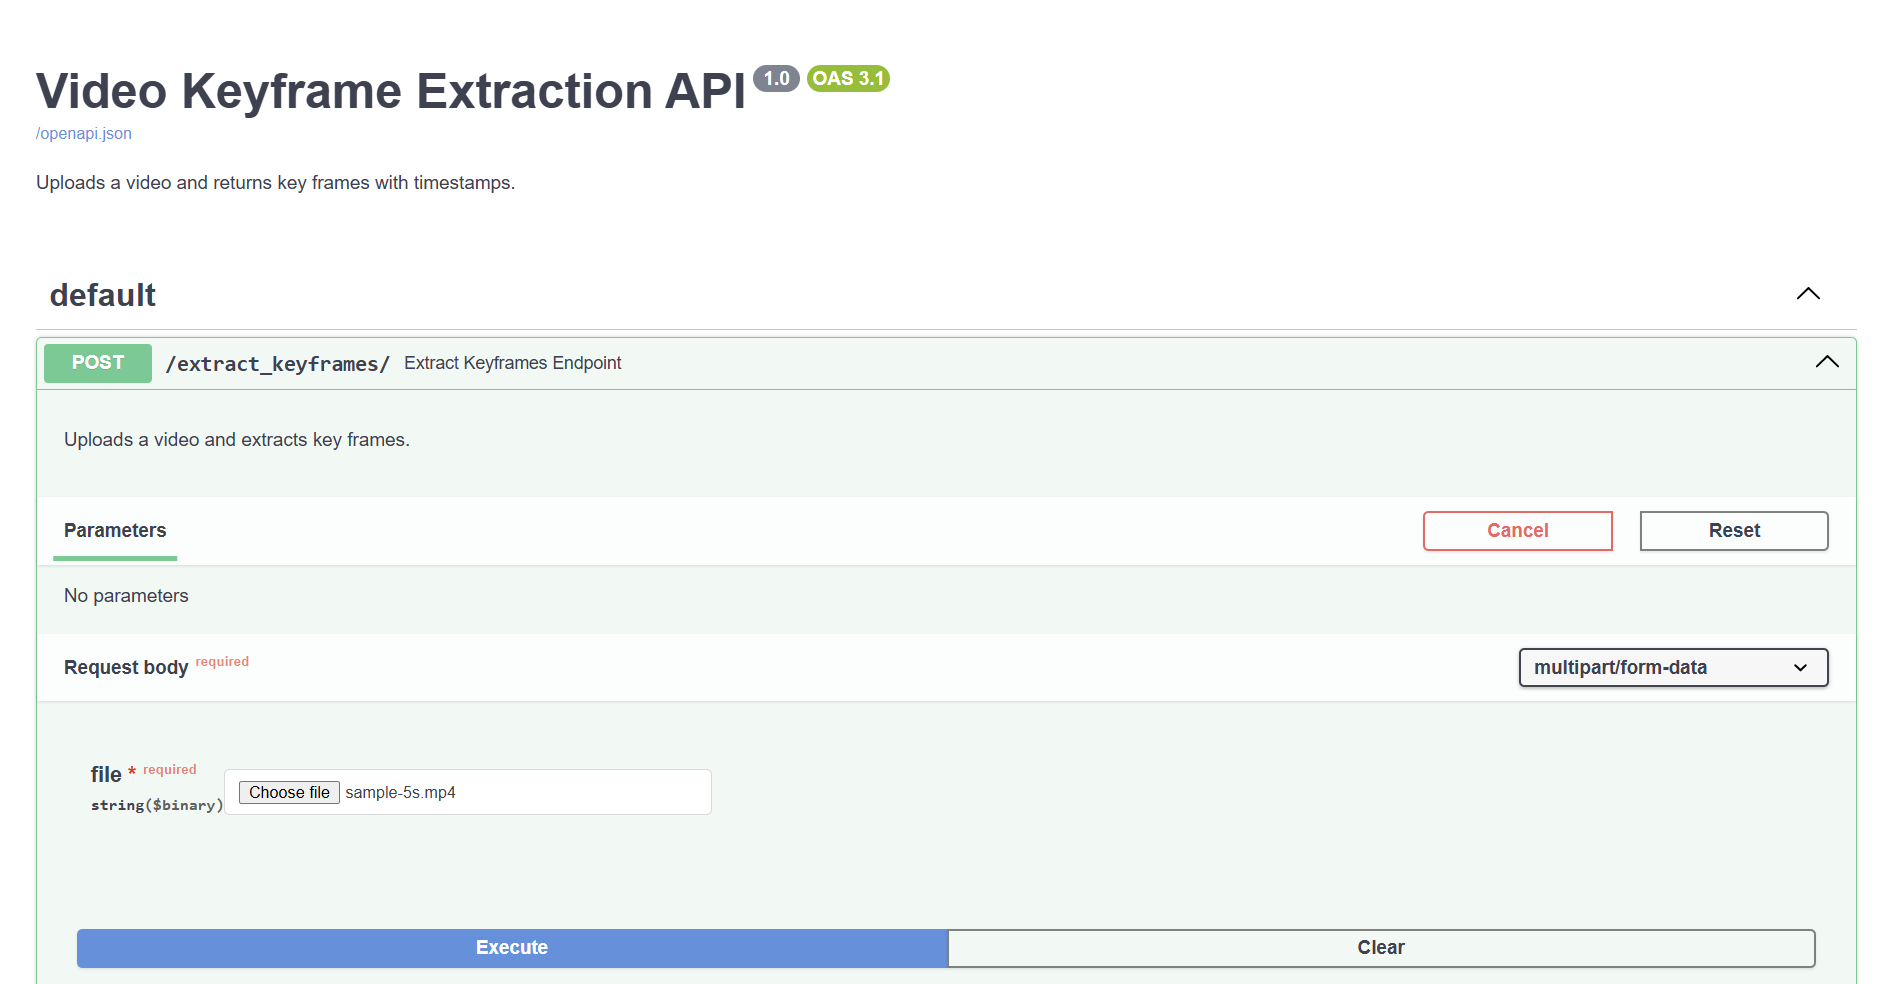 Video Keyframe Extraction API 1.0 OAS 3.1
/openapi.json
Uploads a video and returns key frames with timestamps.
default
POST /extract_keyframes/ Extract Keyframes Endpoint
Uploads a video and extracts key frames.
Parameters Cancel Reset
No parameters
Request body required multipart/form-data
file * required
string($binary) Choose file sample-5s.mp4
Execute Clear